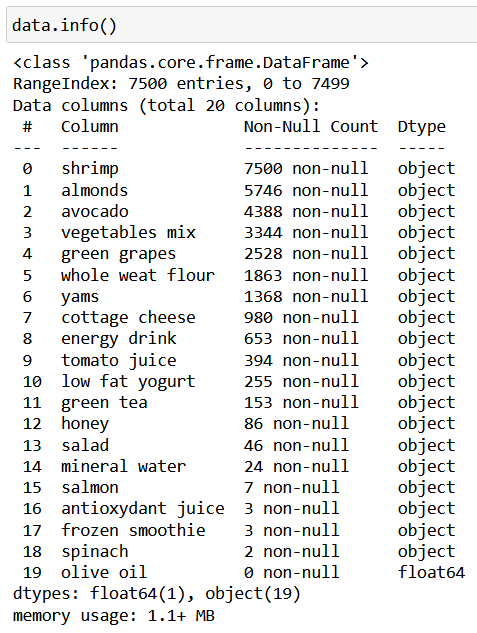 data.info()
<class 'pandas.core.frame.DataFrame'>
RangeIndex: 7500 entries, 0 to 7499
Data columns (total 20 columns):
 #   Column             Non-Null Count  Dtype
---  ------             --------------  -----
 0   shrimp             7500 non-null   object
 1   almonds            5746 non-null   object
 2   avocado            4388 non-null   object
 3   vegetables mix     3344 non-null   object
 4   green grapes       2528 non-null   object
 5   whole weat flour   1863 non-null   object
 6   yams               1368 non-null   object
 7   cottage cheese     980 non-null    object
 8   energy drink       653 non-null    object
 9   tomato juice       394 non-null    object
 10  low fat yogurt     255 non-null    object
 11  green tea          153 non-null    object
 12  honey              86 non-null     object
 13  salad              46 non-null     object
 14  mineral water      24 non-null     object
 15  salmon             7 non-null      object
 16  antioxydant juice  3 non-null      object
 17  frozen smoothie    3 non-null      object
 18  spinach            2 non-null      object
 19  olive oil          0 non-null      float64
dtypes: float64(1), object(19)
memory usage: 1.1+ MB